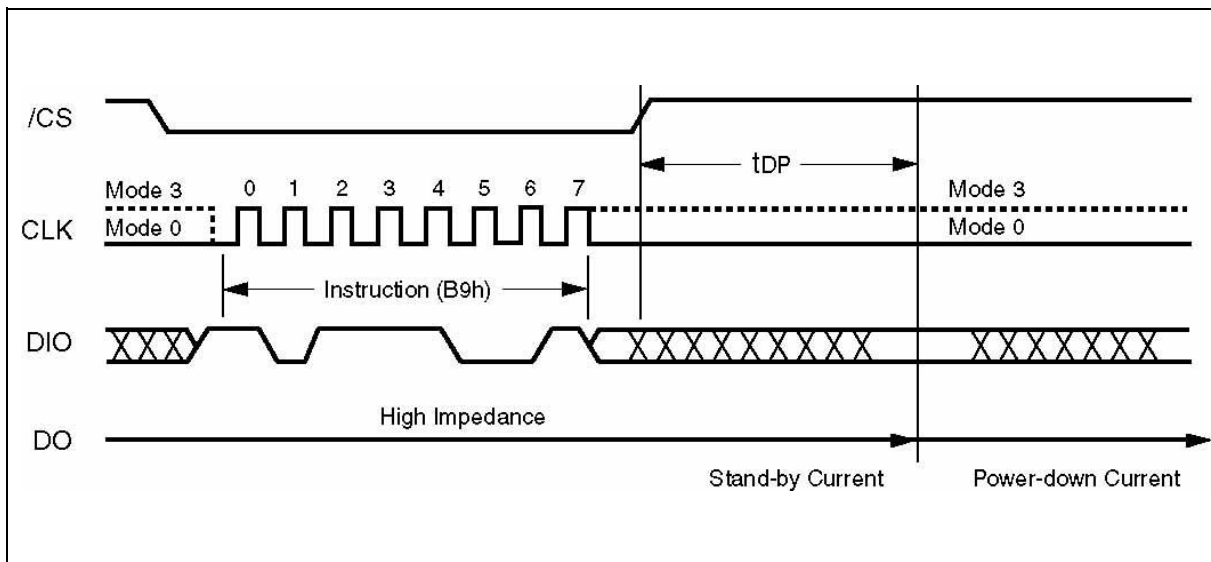 /CS
tDP
Mode 3 0 1 2 3 4 5 6 7 Mode 3
CLK Mode 0 Mode 0
Instruction (B9h)
DIO
High Impedance
DO
Stand-by Current Power-down Current